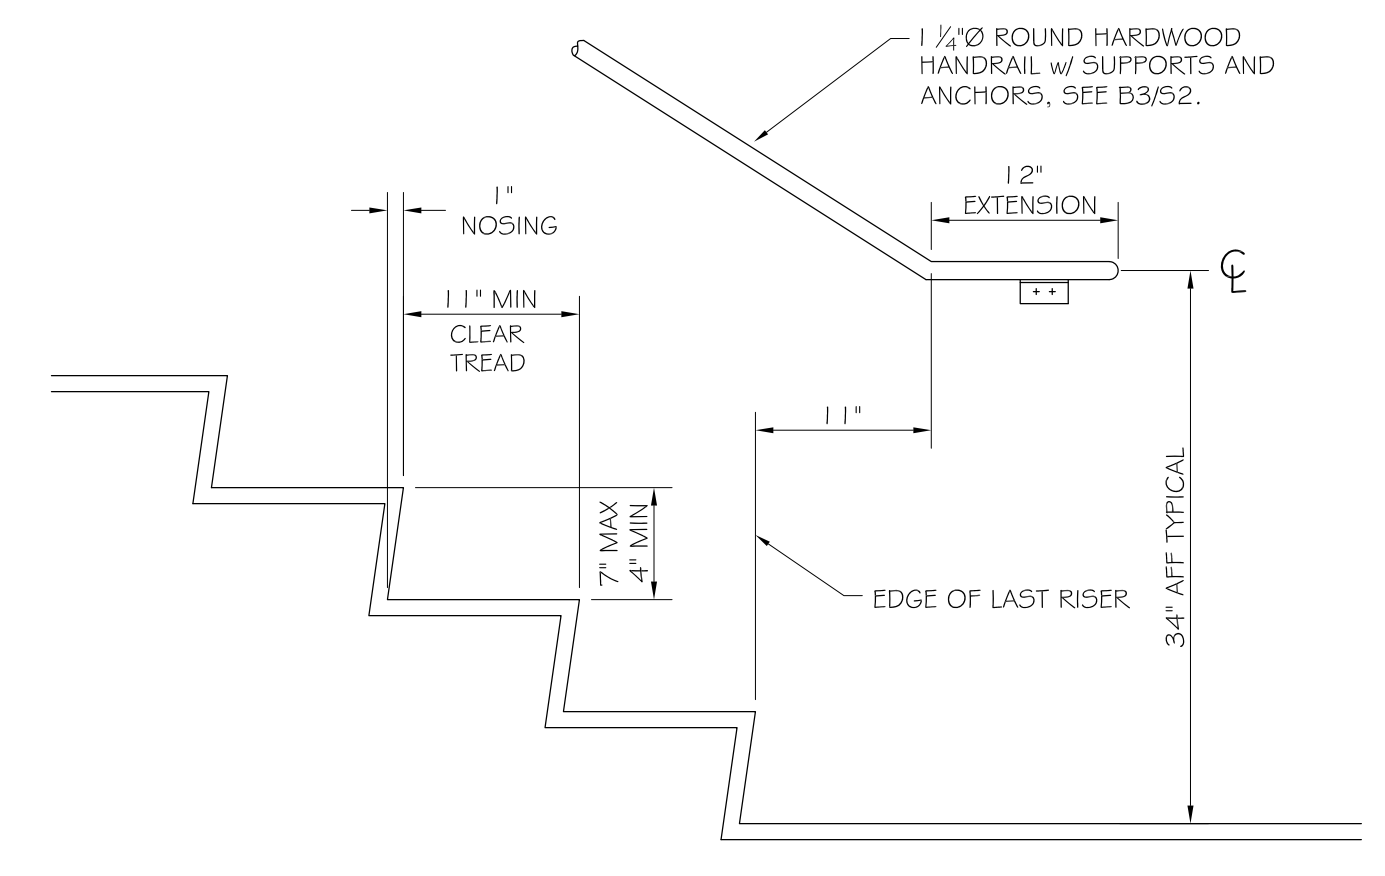 1 1/4"Ø ROUND HARDWOOD
HANDRAIL w/ SUPPORTS AND
ANCHORS, SEE B3/S2.
12"
EXTENSION
1"
NOSING
℄
11" MIN
CLEAR
TREAD
11"
7" MAX
4" MIN
34" AFF TYPICAL
EDGE OF LAST RISER